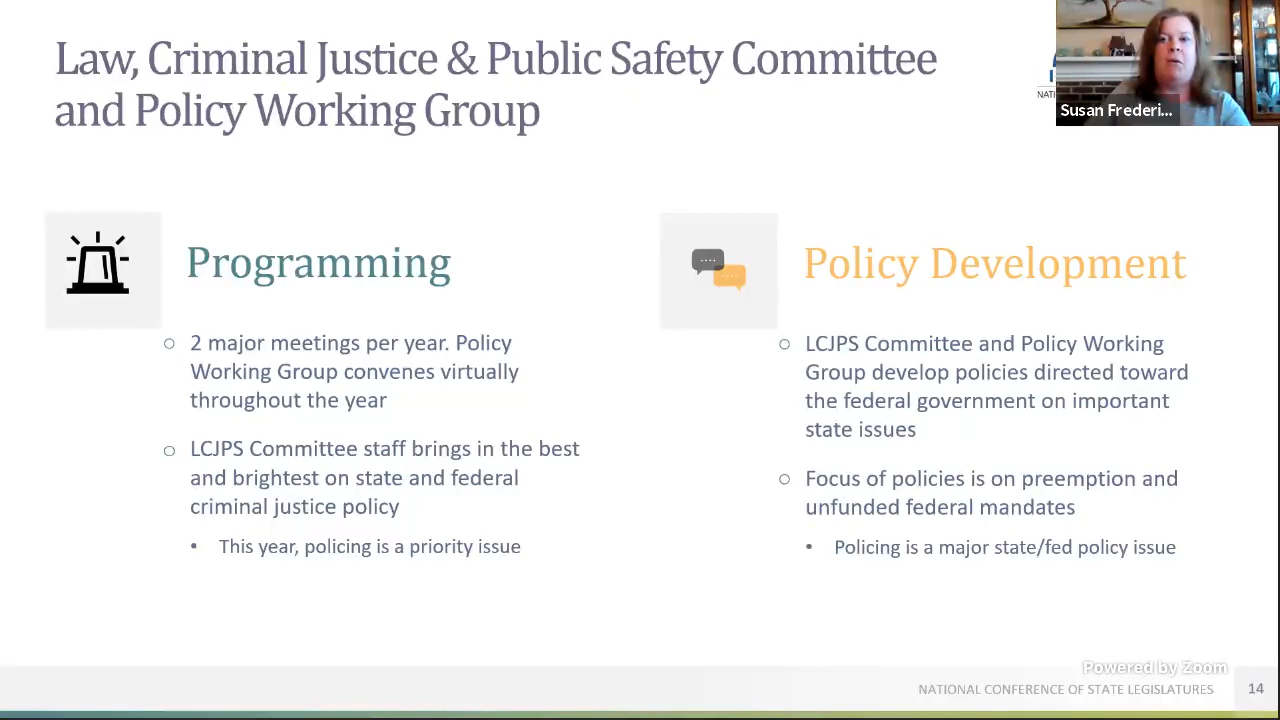 Law, Criminal Justice & Public Safety Committee
and Policy Working Group
NAT
Susan Frederi...
Programming
2 major meetings per year. Policy
Working Group convenes virtually
throughout the year
LCJPS Committee staff brings in the best
and brightest on state and federal
criminal justice policy
This year, policing is a priority issue
Policy Development
LCJPS Committee and Policy Working
Group develop policies directed toward
the federal government on important
state issues
Focus of policies is on preemption and
unfunded federal mandates
Policing is a major state/fed policy issue
Powered by Zoom
NATIONAL CONFERENCE OF STATE LEGISLATURES 14